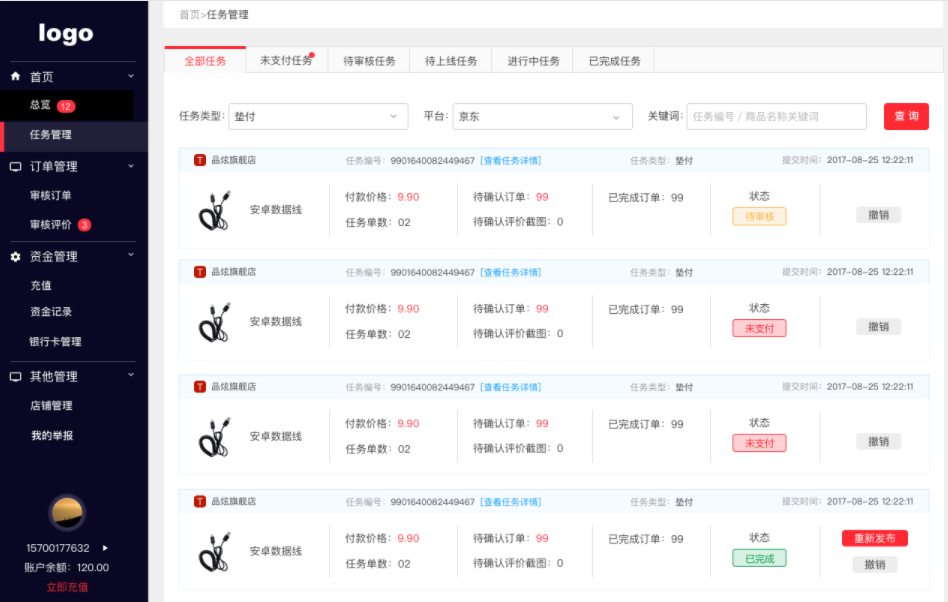 logo
首页
总览 12
任务管理
订单管理
审核订单
审核评价 3
资金管理
充值
资金记录
银行卡管理
其他管理
店铺管理
我的举报
15700177632
账户余额：120.00
立即充值
首页>任务管理
全部任务 未支付任务 待审核任务 待上线任务 进行中任务 已完成任务
任务类型: 垫付 平台: 京东 关键词: 任务编号 / 商品名称关键词 查 询
T 品炫旗舰店 任务编号：9901640082449467 [查看任务详情] 任务类型：垫付 提交时间：2017-08-25 12:22:11
安卓数据线
付款价格：9.90
任务单数：02
待确认订单：99
待确认评价截图：0
已完成订单：99
状态
待审核
撤销
T 品炫旗舰店 任务编号：9901640082449467 [查看任务详情] 任务类型：垫付 提交时间：2017-08-25 12:22:11
安卓数据线
付款价格：9.90
任务单数：02
待确认订单：99
待确认评价截图：0
已完成订单：99
状态
未支付
撤销
T 品炫旗舰店 任务编号：9901640082449467 [查看任务详情] 任务类型：垫付 提交时间：2017-08-25 12:22:11
安卓数据线
付款价格：9.90
任务单数：02
待确认订单：99
待确认评价截图：0
已完成订单：99
状态
未支付
撤销
T 品炫旗舰店 任务编号：9901640082449467 [查看任务详情] 任务类型：垫付 提交时间：2017-08-25 12:22:11
安卓数据线
付款价格：9.90
任务单数：02
待确认订单：99
待确认评价截图：0
已完成订单：99
状态
已完成
重新发布
撤销